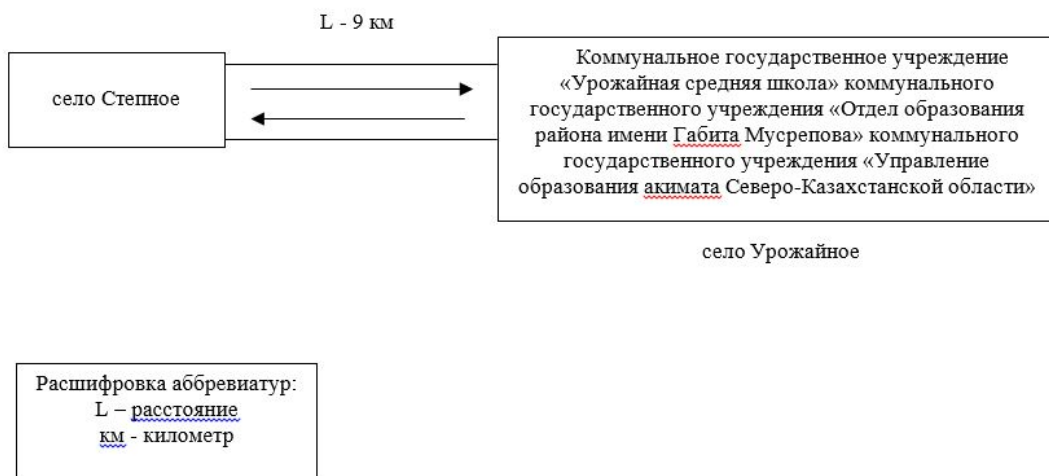 L - 9 км
село Степное
Коммунальное государственное учреждение
«Урожайная средняя школа» коммунального
государственного учреждения «Отдел образования
района имени Габита Мусрепова» коммунального
государственного учреждения «Управление
образования акимата Северо-Казахстанской области»
село Урожайное
Расшифровка аббревиатур:
L – расстояние
км - километр